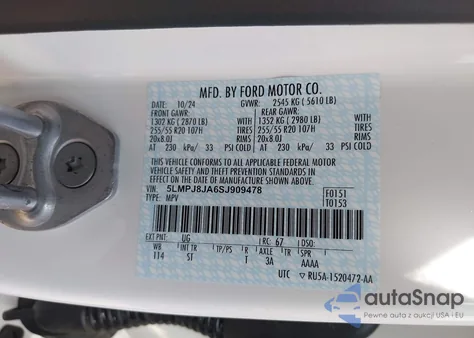 MFD. BY FORD MOTOR CO.
DATE: 10/24 GVWR: 2545 KG ( 5610 LB)
FRONT GAWR: REAR GAWR:
1302 KG ( 2870 LB) 1352 KG ( 2980 LB)
255/55 R20 107H TIRES 255/55 R20 107H TIRES
20x8.0J RIMS 20x8.0J RIMS
AT 230 kPa/ 33 PSI COLD AT 230 kPa/ 33 PSI COLD
THIS VEHICLE CONFORMS TO ALL APPLICABLE FEDERAL MOTOR
VEHICLE SAFETY AND THEFT PREVENTION STANDARDS IN
EFFECT ON THE DATE OF MANUFACTURE SHOWN ABOVE.
VIN: 5LMPJ8JA6SJ909478 F0151
TYPE: MPV T0153
EXT PNT: UG RC: 67 DSO:
WB INT TR TP/PS R AXLE TR SPR
114 ST T 3A AAAA
UTC ▽ RU5A-1520472-AA
autoSnap
Pewne auto z aukcji USA i EU